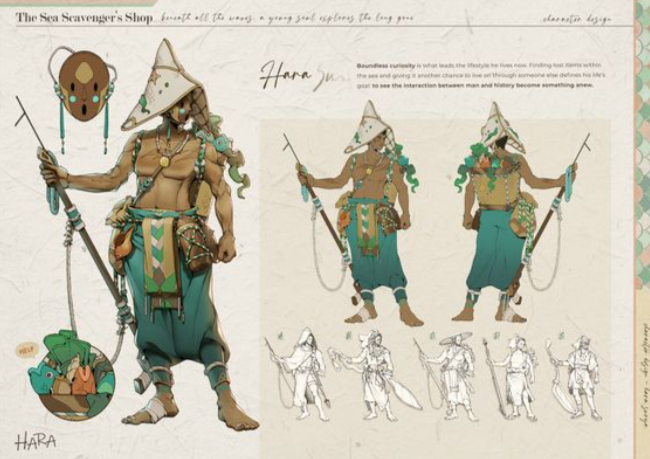 The Sea Scavenger's Shop beneath all the waves, a young soul explores the long gone character design
Hara
Boundless curiosity is what leads the lifestyle he lives now. Finding lost items within
the sea and giving it another chance to live on through someone else defines his life's
goal: to see the interaction between man and history become something anew.
HELP
HARA